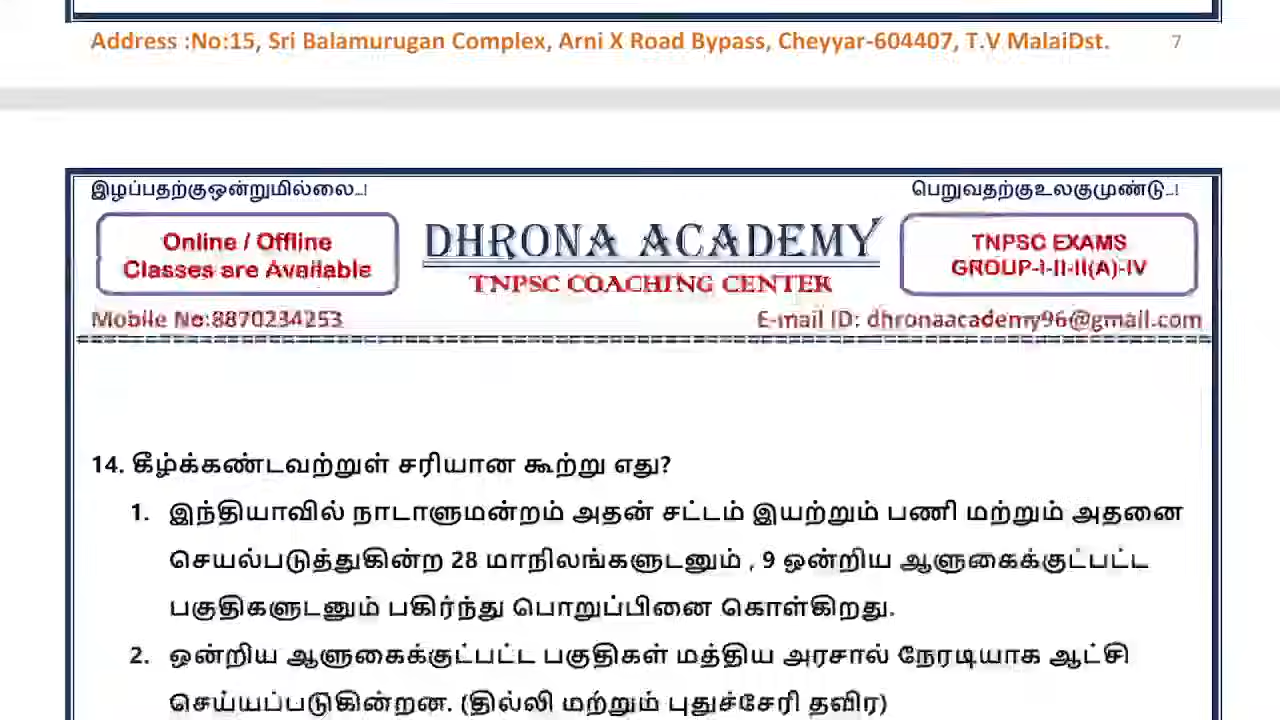 Address :No:15, Sri Balamurugan Complex, Arni X Road Bypass, Cheyyar-604407, T.V MalaiDst. 7
இழப்பதற்குஒன்றுமில்லை...! பெறுவதற்குஉலகுமுண்டு...!
Online / Offline
Classes are Available
DHRONA ACADEMY
TNPSC COACHING CENTER
TNPSC EXAMS
GROUP-I-II-II(A)-IV
Mobile No:8870234253 E-mail ID: dhronaacademy96@gmail.com
14. கீழ்க்கண்டவற்றுள் சரியான கூற்று எது?
1. இந்தியாவில் நாடாளுமன்றம் அதன் சட்டம் இயற்றும் பணி மற்றும் அதனை
செயல்படுத்துகின்ற 28 மாநிலங்களுடனும் , 9 ஒன்றிய ஆளுகைக்குட்பட்ட
பகுதிகளுடனும் பகிர்ந்து பொறுப்பினை கொள்கிறது.
2. ஒன்றிய ஆளுகைக்குட்பட்ட பகுதிகள் மத்திய அரசால் நேரடியாக ஆட்சி
செய்யப்படுகின்றன. (தில்லி மற்றும் புதுச்சேரி தவிர)